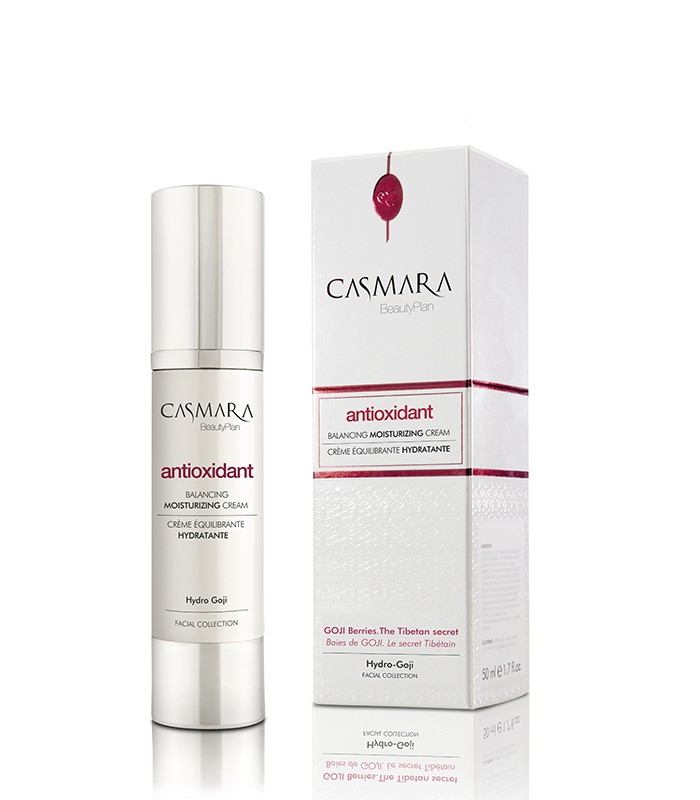 CASMARA
BeautyPlan
antioxidant
BALANCING
MOISTURIZING CREAM
CRÈME ÉQUILIBRANTE
HYDRATANTE
Hydro Goji
FACIAL COLLECTION
CASMARA
BeautyPlan
antioxidant
BALANCING MOISTURIZING CREAM
CRÈME ÉQUILIBRANTE HYDRATANTE
GOJI Berries.The Tibetan secret
Baies de GOJI. Le secret Tibétain
Hydro-Goji
FACIAL COLLECTION
50 ml e 1.7 fl.oz.